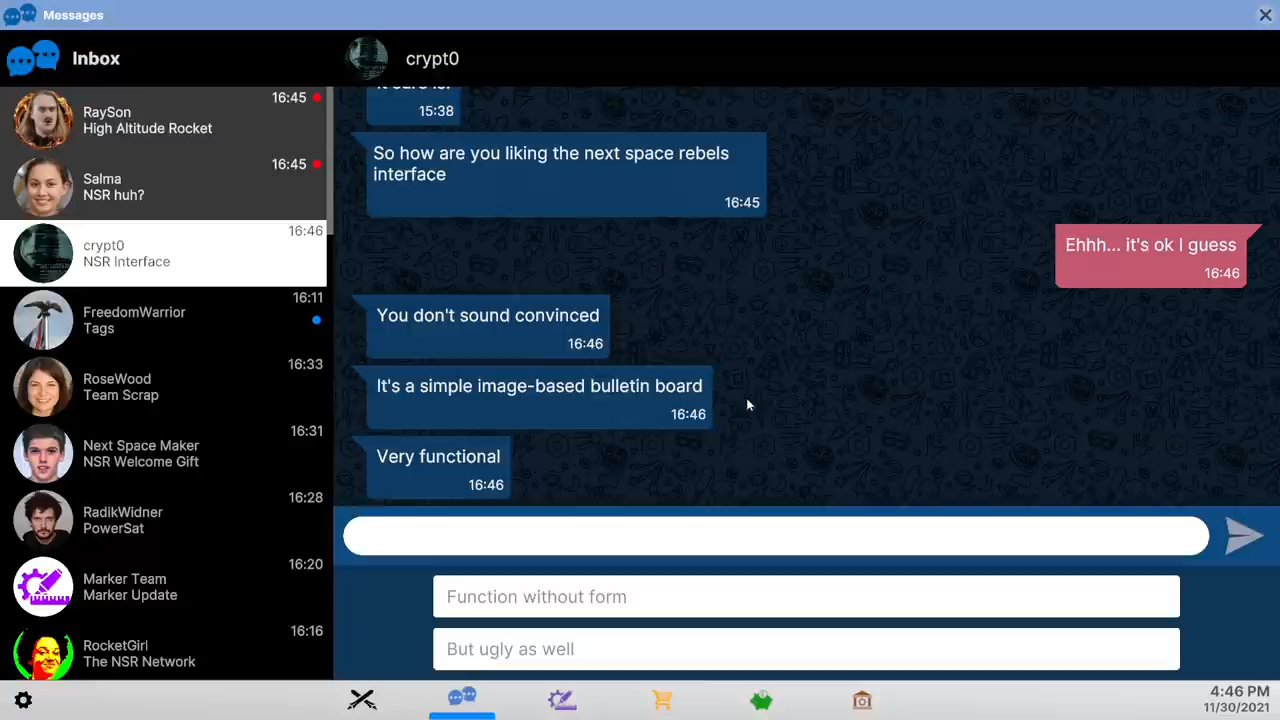 Messages
Inbox
crypt0
16:45
RaySon
High Altitude Rocket
16:45
Salma
NSR huh?
16:46
crypt0
NSR Interface
16:11
FreedomWarrior
Tags
16:33
RoseWood
Team Scrap
16:31
Next Space Maker
NSR Welcome Gift
16:28
RadikWidner
PowerSat
16:20
Marker Team
Marker Update
16:16
RocketGirl
The NSR Network
15:38
So how are you liking the next space rebels
interface
16:45
Ehhh... it's ok I guess
16:46
You don't sound convinced
16:46
It's a simple image-based bulletin board
16:46
Very functional
16:46
Function without form
But ugly as well
4:46 PM
11/30/2021